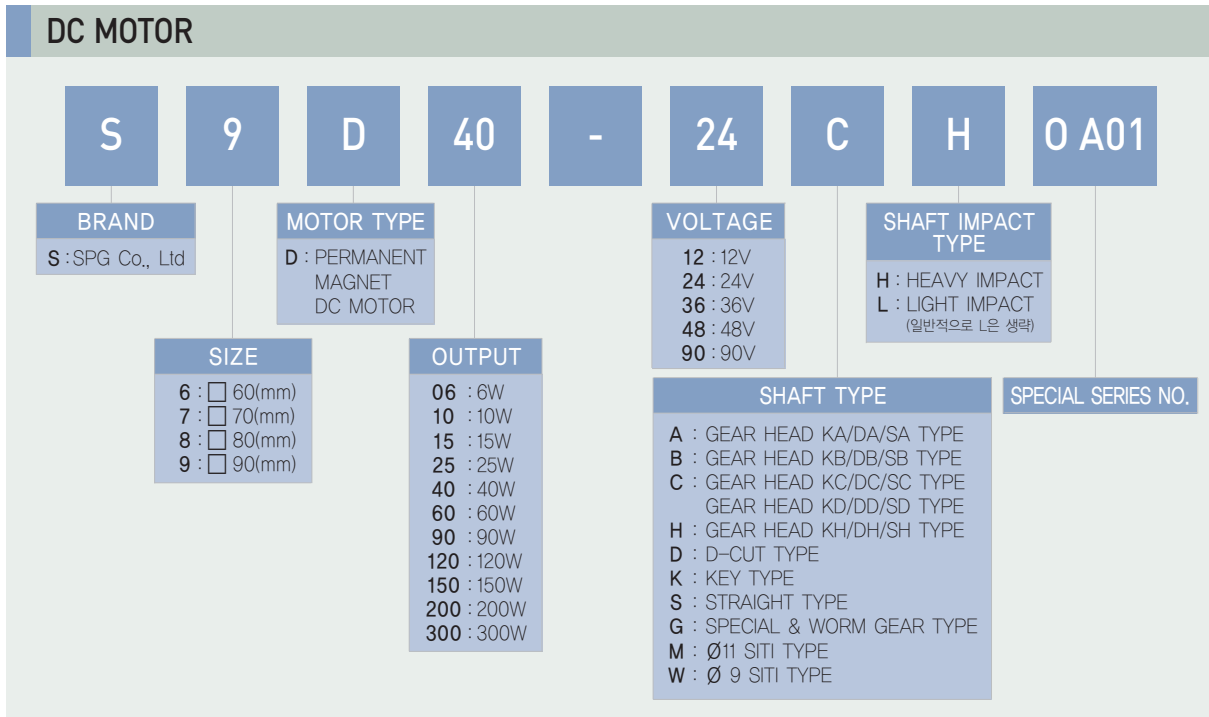 DC MOTOR
S 9 D 40 - 24 C H 0 A01
BRAND
S : SPG Co., Ltd
MOTOR TYPE
D : PERMANENT
MAGNET
DC MOTOR
VOLTAGE
12 : 12V
24 : 24V
36 : 36V
48 : 48V
90 : 90V
SHAFT IMPACT
TYPE
H : HEAVY IMPACT
L : LIGHT IMPACT
(일반적으로 L은 생략)
SIZE
6 : □ 60(mm)
7 : □ 70(mm)
8 : □ 80(mm)
9 : □ 90(mm)
OUTPUT
06 : 6W
10 : 10W
15 : 15W
25 : 25W
40 : 40W
60 : 60W
90 : 90W
120 : 120W
150 : 150W
200 : 200W
300 : 300W
SHAFT TYPE
A : GEAR HEAD KA/DA/SA TYPE
B : GEAR HEAD KB/DB/SB TYPE
C : GEAR HEAD KC/DC/SC TYPE
GEAR HEAD KD/DD/SD TYPE
H : GEAR HEAD KH/DH/SH TYPE
D : D-CUT TYPE
K : KEY TYPE
S : STRAIGHT TYPE
G : SPECIAL & WORM GEAR TYPE
M : Ø11 SITI TYPE
W : Ø 9 SITI TYPE
SPECIAL SERIES NO.